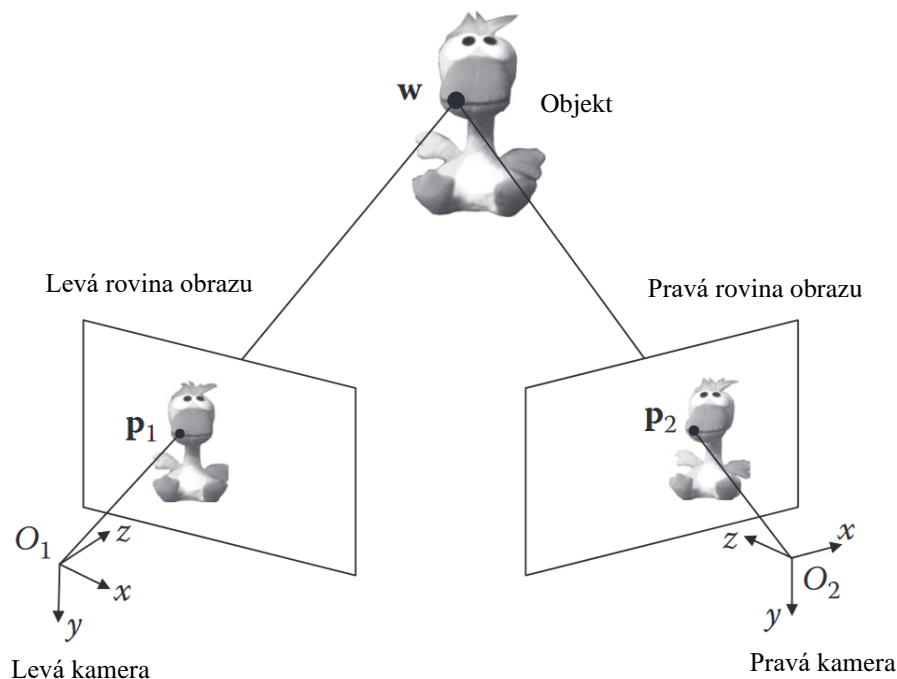 w
Objekt
Levá rovina obrazu
Pravá rovina obrazu
p₁
p₂
O₁
z
x
y
z
x
O₂
y
Levá kamera
Pravá kamera